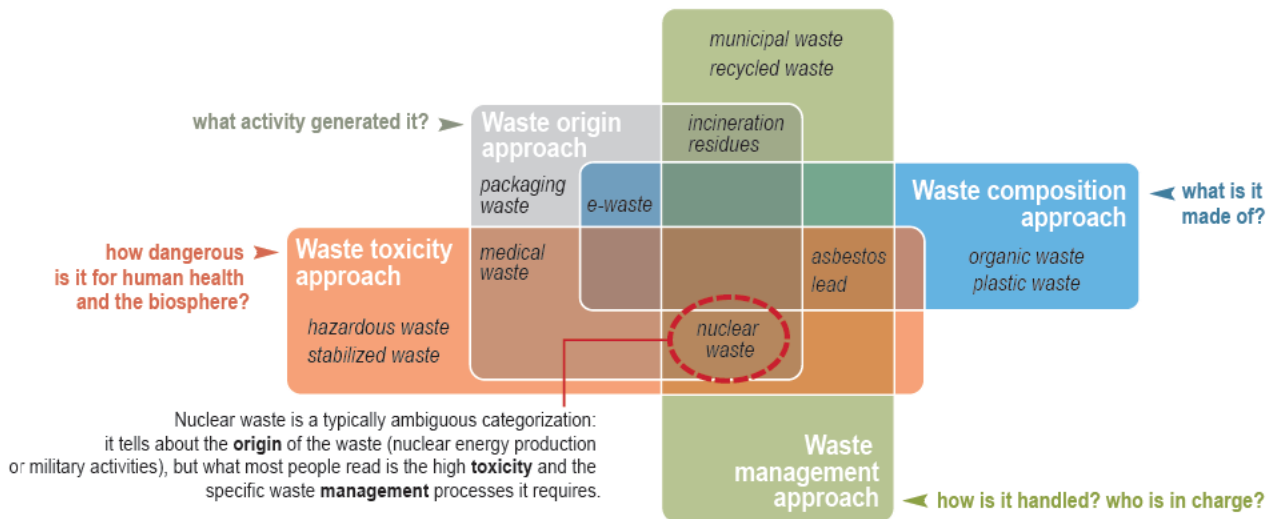 municipal waste
recycled waste
what activity generated it?
Waste origin
approach
incineration
residues
packaging
waste
e-waste
Waste composition
approach
what is it
made of?
how dangerous
is it for human health
and the biosphere?
Waste toxicity
approach
medical
waste
asbestos
lead
organic waste
plastic waste
hazardous waste
stabilized waste
nuclear
waste
Nuclear waste is a typically ambiguous categorization:
it tells about the origin of the waste (nuclear energy production
or military activities), but what most people read is the high toxicity and the
specific waste management processes it requires.
Waste
management
approach
how is it handled? who is in charge?